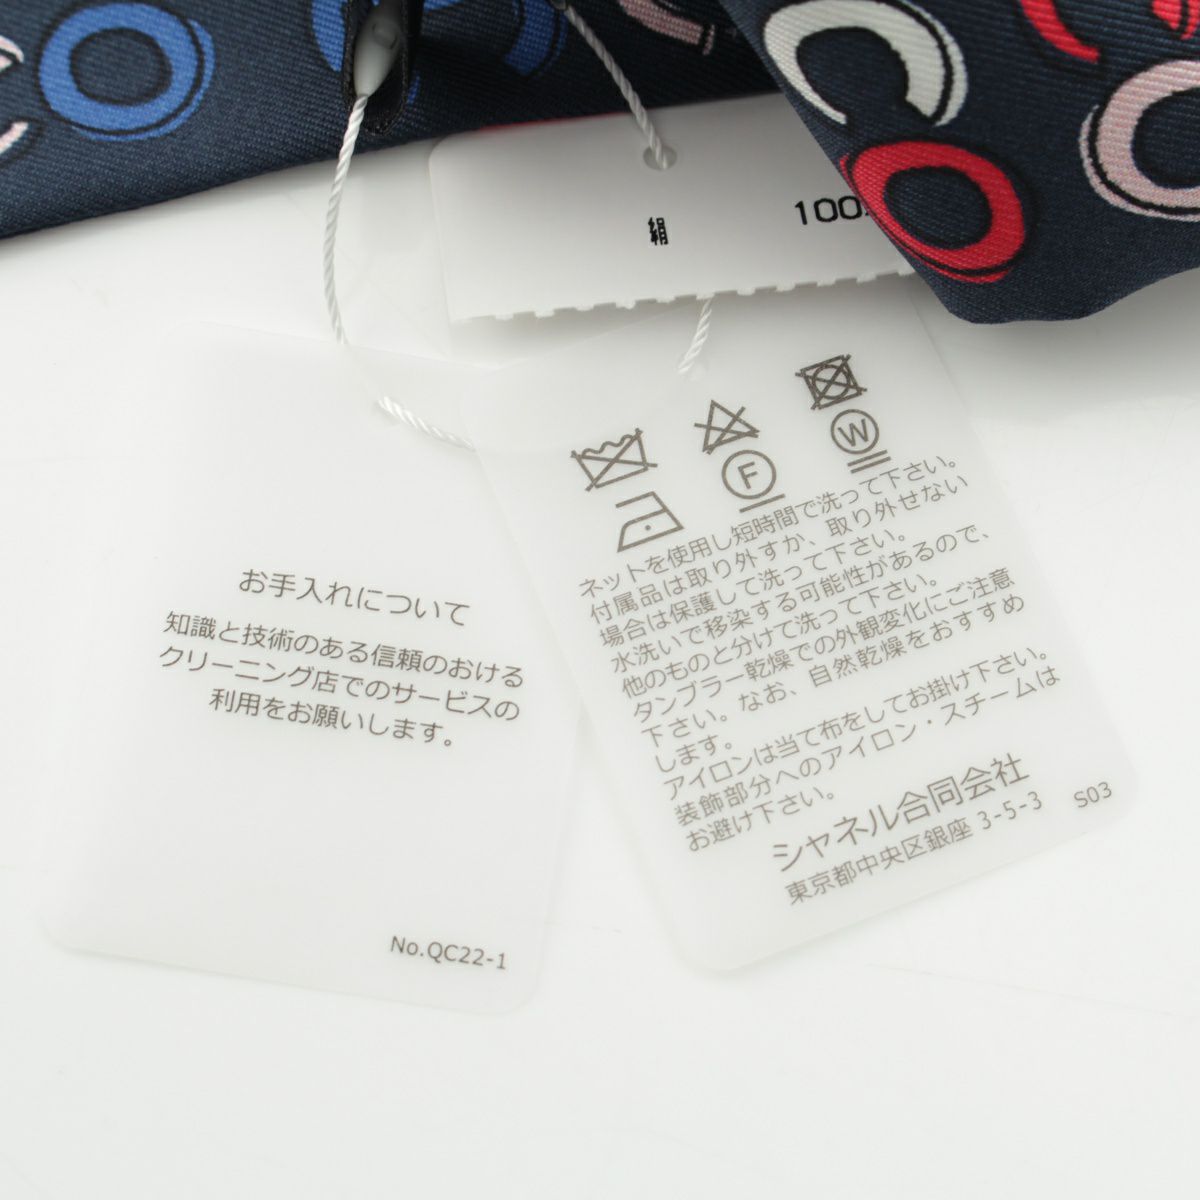 絹 100
お手入れについて
知識と技術のある信頼のおける
クリーニング店でのサービスの
利用をお願いします。
No.QC22-1
F
W
ネットを使用し短時間で洗って下さい。
付属品は取り外すか、取り外せない
場合は保護して洗って下さい。
水洗いで移染する可能性があるので、
他のものと分けて洗って下さい。
タンブラー乾燥での外観変化にご注意
下さい。なお、自然乾燥をおすすめ
します。
アイロンは当て布をしてお掛け下さい。
装飾部分へのアイロン・スチームは
お避け下さい。
シャネル合同会社
東京都中央区銀座 3-5-3
S03